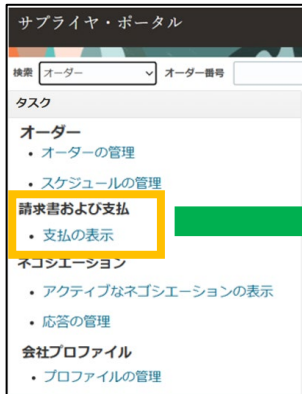 サプライヤ・ポータル
検索 オーダー オーダー番号
タスク
オーダー
・ オーダーの管理
・ スケジュールの管理
請求書および支払
・ 支払の表示
ネゴシエーション
・ アクティブなネゴシエーションの表示
・ 応答の管理
会社プロファイル
・ プロファイルの管理